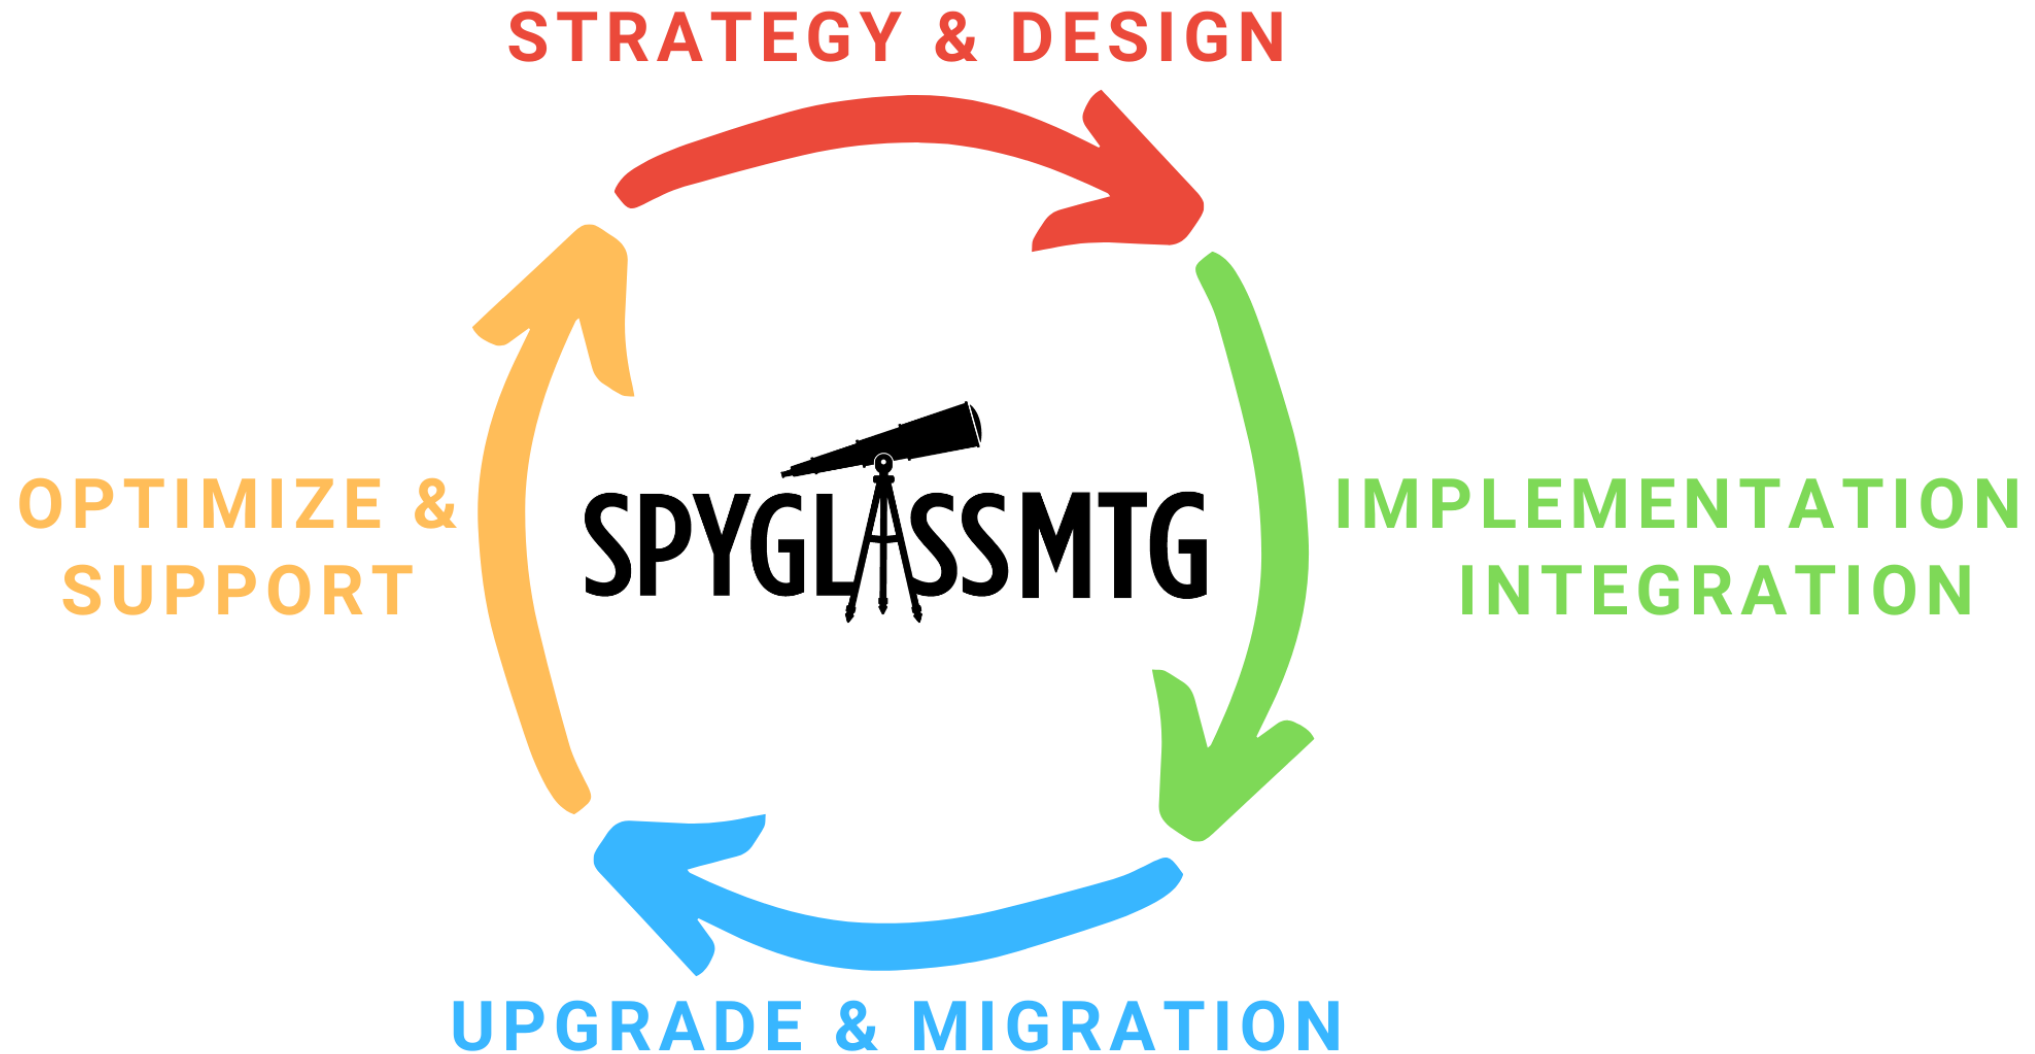 STRATEGY & DESIGN
OPTIMIZE &
SUPPORT
SPYGLASSMTG
IMPLEMENTATION
INTEGRATION
UPGRADE & MIGRATION